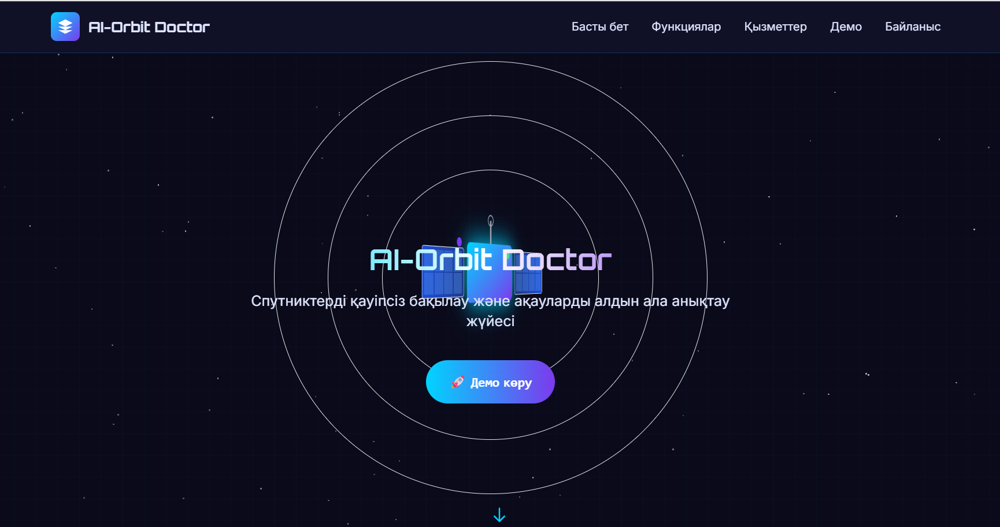 AI-Orbit Doctor
Басты бет
Функциялар
Қызметтер
Демо
Байланыс
AI-Orbit Doctor
Спутниктерді қауіпсіз бақылау және ақауларды алдын ала анықтау
жүйесі
🚀 Демо көру